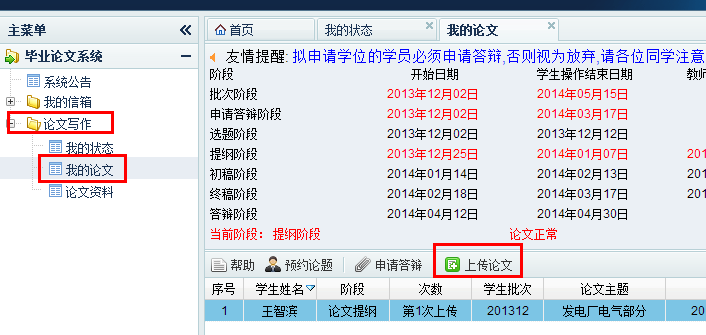 主菜单
首页 我的状态 我的论文
毕业论文系统
系统公告
我的信箱
论文写作
我的状态
我的论文
论文资料
友情提醒: 拟申请学位的学员必须申请答辩,否则视为放弃,请各位同学注意
阶段 开始日期 学生操作结束日期 教师
批次阶段 2013年12月02日 2014年05月15日
申请答辩阶段 2013年12月02日 2014年03月17日
选题阶段 2013年12月02日 2013年12月12日
提纲阶段 2013年12月25日 2014年01月07日 201
初稿阶段 2014年01月14日 2014年02月13日 201
终稿阶段 2014年02月18日 2014年03月17日 201
答辩阶段 2014年04月12日 2014年04月30日
当前阶段: 提纲阶段 论文正常
帮助 预约论题 申请答辩 上传论文
序号 学生姓名 阶段 次数 学生批次 论文主题
1 王智滨 论文提纲 第1次上传 201312 发电厂电气部分